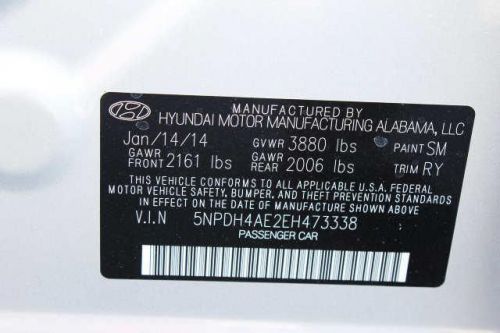 MANUFACTURED BY
HYUNDAI MOTOR MANUFACTURING ALABAMA, LLC
Jan/14/14 GVWR 3880 lbs PAINT SM
GAWR FRONT 2161 lbs GAWR REAR 2006 lbs TRIM RY
THIS VEHICLE CONFORMS TO ALL APPLICABLE U.S.A FEDERAL
MOTOR VEHICLE SAFETY, BUMPER, AND THEFT PREVENTION STANDARDS
IN EFFECT ON THE DATE OF MANUFACTURE SHOWN ABOVE.
V.I.N 5NPDH4AE2EH473338
PASSENGER CAR